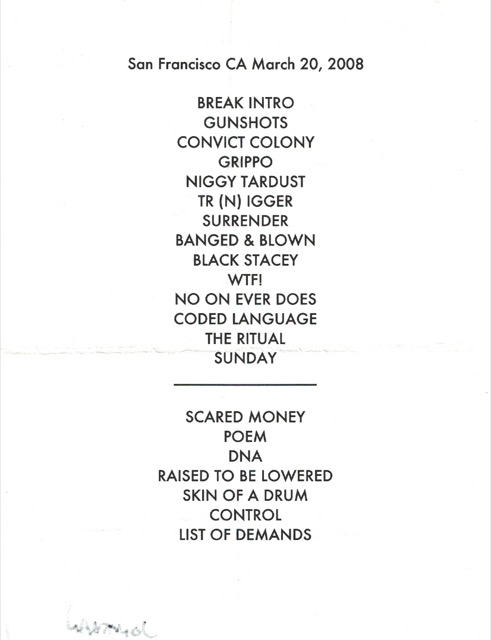 San Francisco CA March 20, 2008
BREAK INTRO
GUNSHOTS
CONVICT COLONY
GRIPPO
NIGGY TARDUST
TR (N) IGGER
SURRENDER
BANGED & BLOWN
BLACK STACEY
WTF!
NO ON EVER DOES
CODED LANGUAGE
THE RITUAL
SUNDAY
SCARED MONEY
POEM
DNA
RAISED TO BE LOWERED
SKIN OF A DRUM
CONTROL
LIST OF DEMANDS